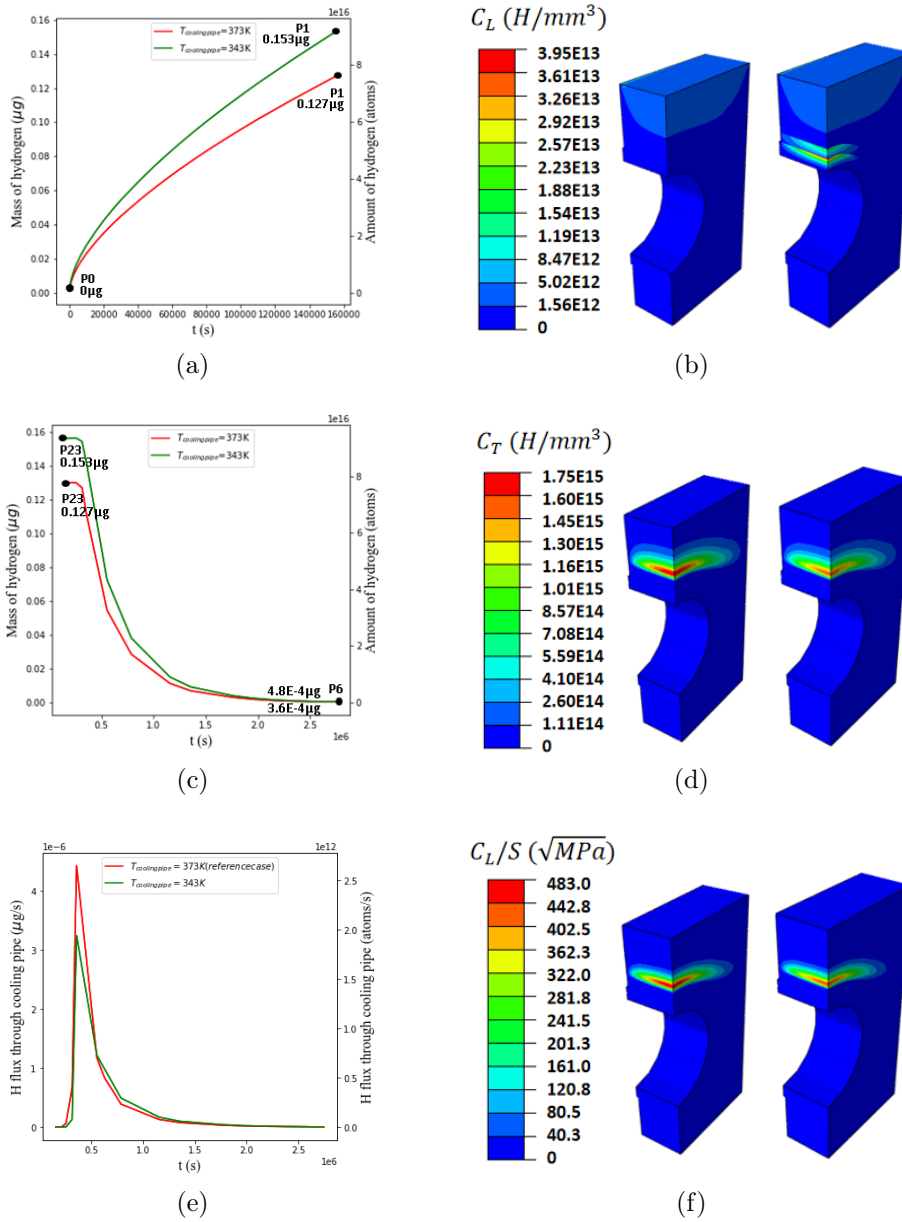 1e16
0.16
0.14
0.12
0.10
0.08
0.06
0.04
0.02
0.00
Mass of hydrogen (μg)
T coolingpipe = 373K
T coolingpipe = 343K
P1
0.153μg
P1
0.127μg
P0
0μg
8
6
4
2
0
Amount of hydrogen (atoms)
0 20000 40000 60000 80000 100000 120000 140000 160000
t (s)
(a)
C_L (H/mm³)
3.95E13
3.61E13
3.26E13
2.92E13
2.57E13
2.23E13
1.88E13
1.54E13
1.19E13
8.47E12
5.02E12
1.56E12
0
(b)
1e16
0.16
0.14
0.12
0.10
0.08
0.06
0.04
0.02
0.00
Mass of hydrogen (μg)
T coolingpipe = 373K
T coolingpipe = 343K
P23
0.153μg
P23
0.127μg
4.8E-4μg P6
3.6E-4μg
8
6
4
2
0
Amount of hydrogen (atoms)
0.5 1.0 1.5 2.0 2.5
1e6
t (s)
(c)
C_T (H/mm³)
1.75E15
1.60E15
1.45E15
1.30E15
1.16E15
1.01E15
8.57E14
7.08E14
5.59E14
4.10E14
2.60E14
1.11E14
0
(d)
1e−6
1e12
4
3
2
1
0
H flux through cooling pipe (μg/s)
T coolingpipe = 373K(referencecase)
T coolingpipe = 343K
2.5
2.0
1.5
1.0
0.5
0.0
H flux through cooling pipe (atoms/s)
0.5 1.0 1.5 2.0 2.5
1e6
t (s)
(e)
C_L/S (√MPa)
483.0
442.8
402.5
362.3
322.0
281.8
241.5
201.3
161.0
120.8
80.5
40.3
0
(f)